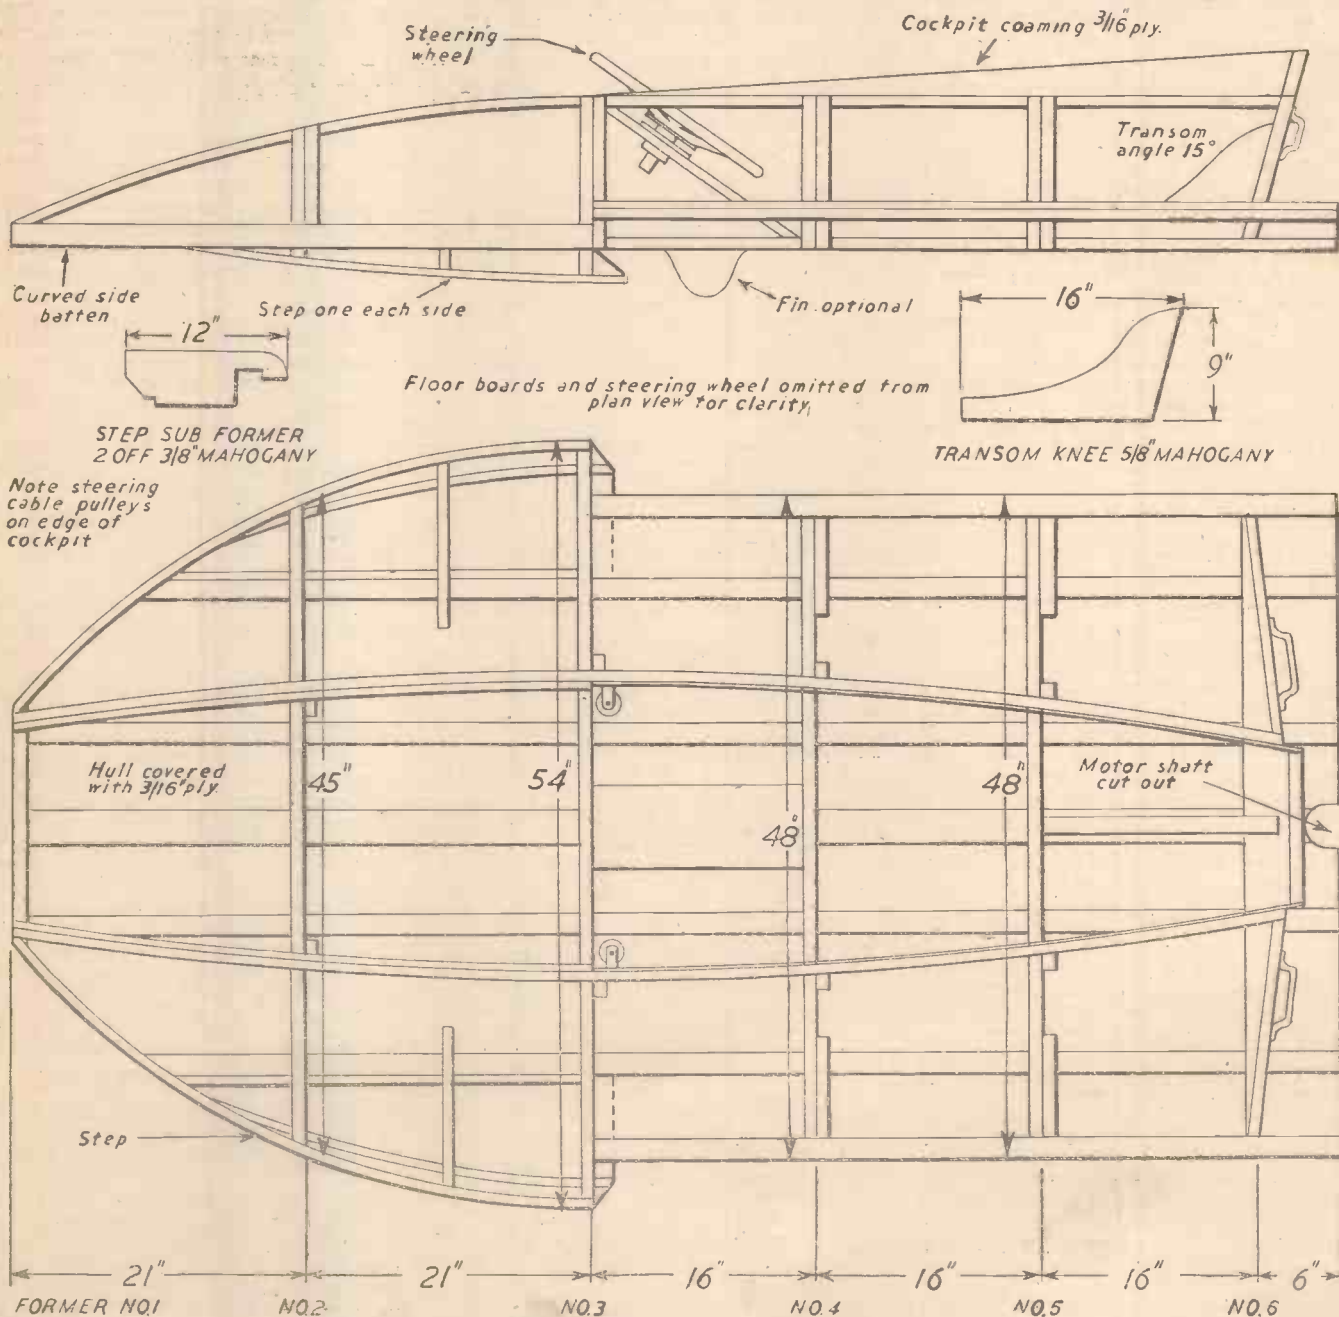 Steering
wheel
Cockpit coaming 3/16" ply.
Transom
angle 15°
Curved side
batten
Step one each side
Fin optional
12"
16"
9"
STEP SUB FORMER
2 OFF 3/8" MAHOGANY
Floor boards and steering wheel omitted from
plan view for clarity
TRANSOM KNEE 5/8" MAHOGANY
Note steering
cable pulleys
on edge of
cockpit
Hull covered
with 3/16" ply.
45"
54"
48"
48"
Motor shaft
cut out
Step
21"
21"
16"
16"
16"
6"
FORMER NO.1
NO.2
NO.3
NO.4
NO.5
NO.6